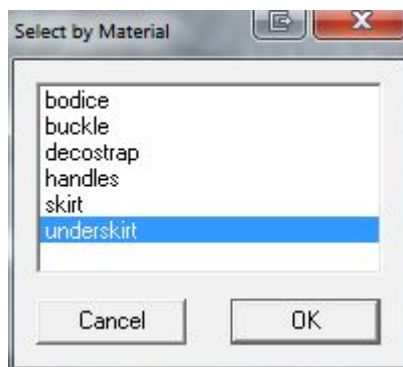 Select by Material
bodice
buckle
decostrap
handles
skirt
underskirt
Cancel
OK